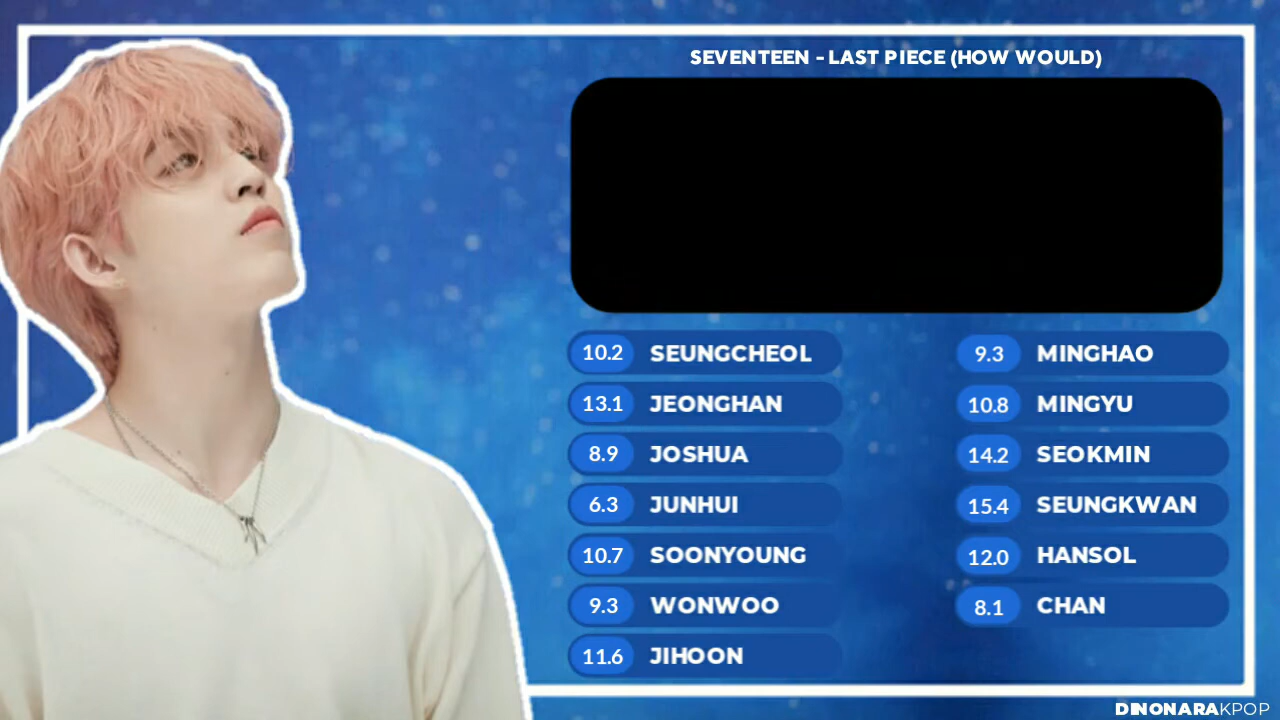 SEVENTEEN - LAST PIECE (HOW WOULD)
10.2 SEUNGCHEOL
13.1 JEONGHAN
8.9 JOSHUA
6.3 JUNHUI
10.7 SOONYOUNG
9.3 WONWOO
11.6 JIHOON
9.3 MINGHAO
10.8 MINGYU
14.2 SEOKMIN
15.4 SEUNGKWAN
12.0 HANSOL
8.1 CHAN
DINONARAKPOP